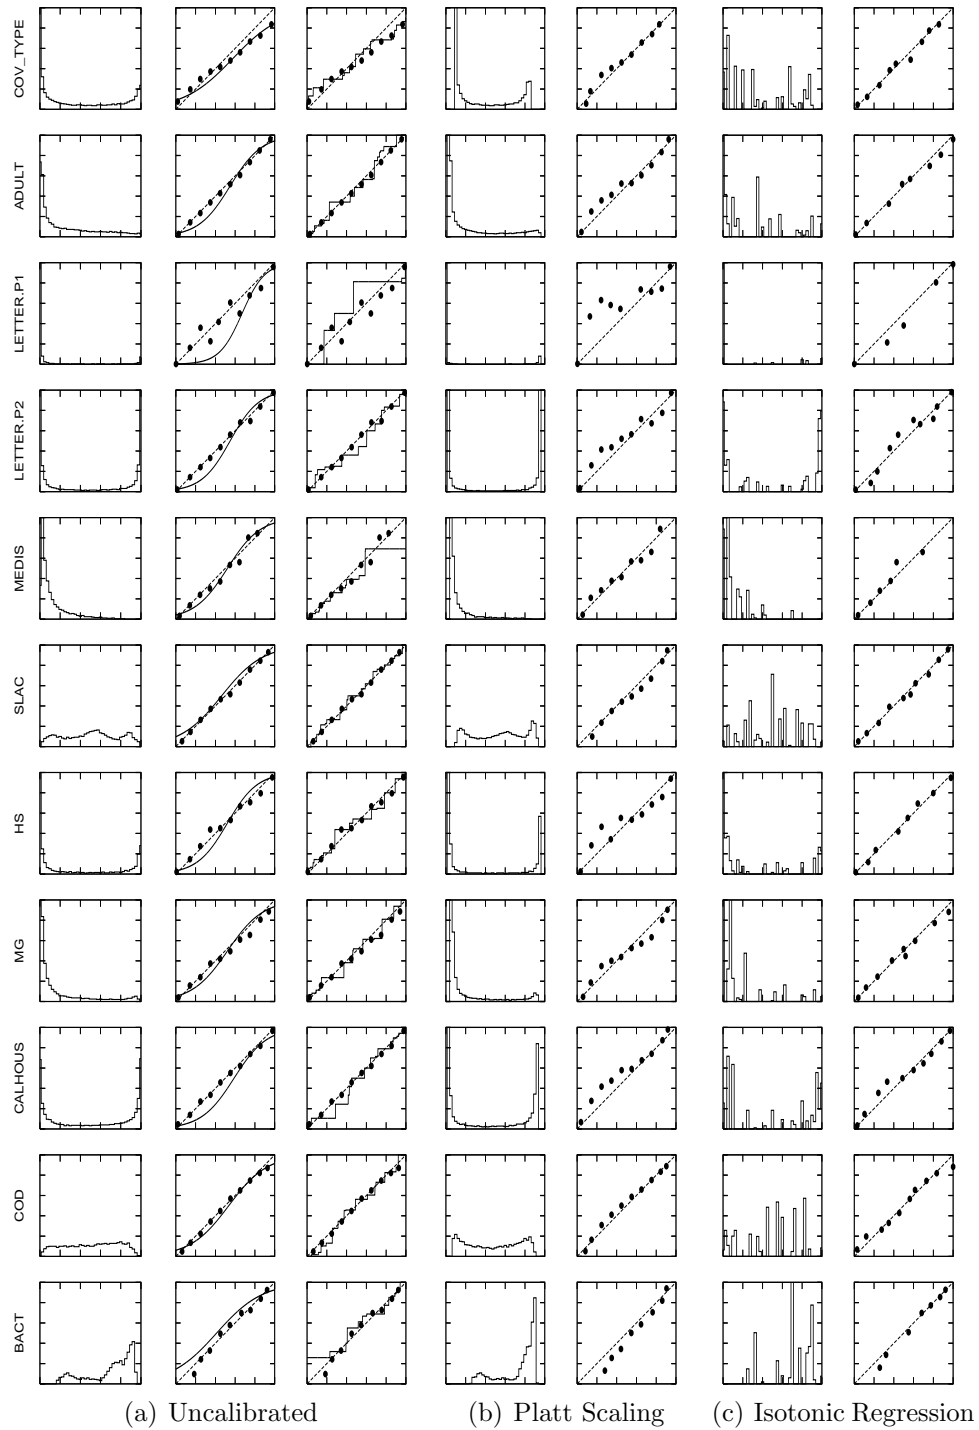 COV_TYPE
ADULT
LETTER.P1
LETTER.P2
MEDIS
SLAC
HS
MG
CALHOUS
COD
BACT
(a) Uncalibrated
(b) Platt Scaling
(c) Isotonic Regression